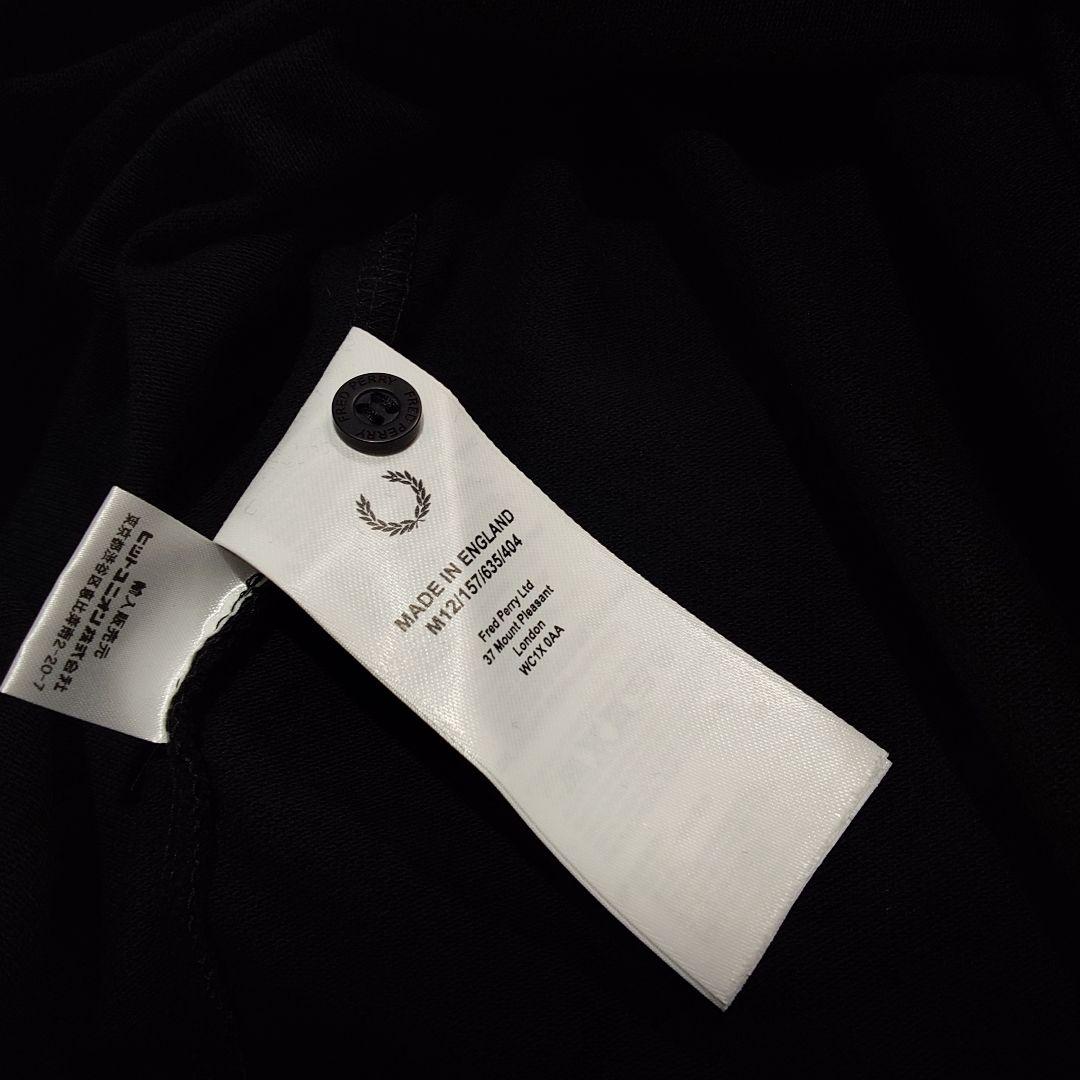 FRED PERRY FRED PERRY
MADE IN ENGLAND
M12/157/635/404
Fred Perry Ltd
37 Mount Pleasant
London
WC1X 0AA
輸入販売元
ヒットユニオン株式会社
東京都渋谷区恵比寿西2-20-7